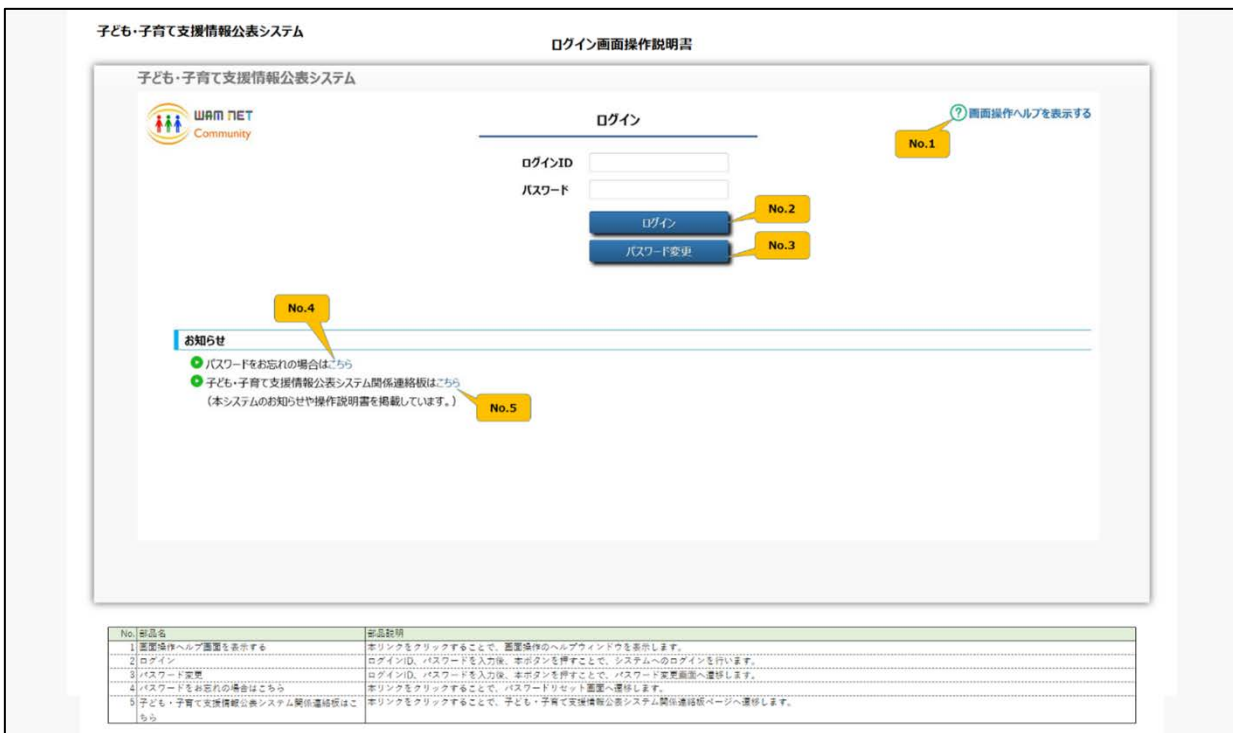 子ども・子育て支援情報公表システム
ログイン画面操作説明書
子ども・子育て支援情報公表システム
WAM NET
Community
ログイン
?画面操作ヘルプを表示する
No.1
ログインID
パスワード
ログイン
No.2
パスワード変更
No.3
No.4
お知らせ
パスワードをお忘れの場合はこちら
子ども・子育て支援情報公表システム関係連絡板はこちら
(本システムのお知らせや操作説明書を掲載しています。)
No.5
No. 部品名 部品説明
1 画面操作ヘルプ画面を表示する 本リンクをクリックすることで、画面操作のヘルプウィンドウを表示します。
2 ログイン ログインID、パスワードを入力後、本ボタンを押すことで、システムへのログインを行います。
3 パスワード変更 ログインID、パスワードを入力後、本ボタンを押すことで、パスワード変更画面へ遷移します。
4 パスワードをお忘れの場合はこちら 本リンクをクリックすることで、パスワードリセット画面へ遷移します。
5 子ども・子育て支援情報公表システム関係連絡板はこ 本リンクをクリックすることで、子ども・子育て支援情報公表システム関係連絡板ページへ遷移します。
ちら